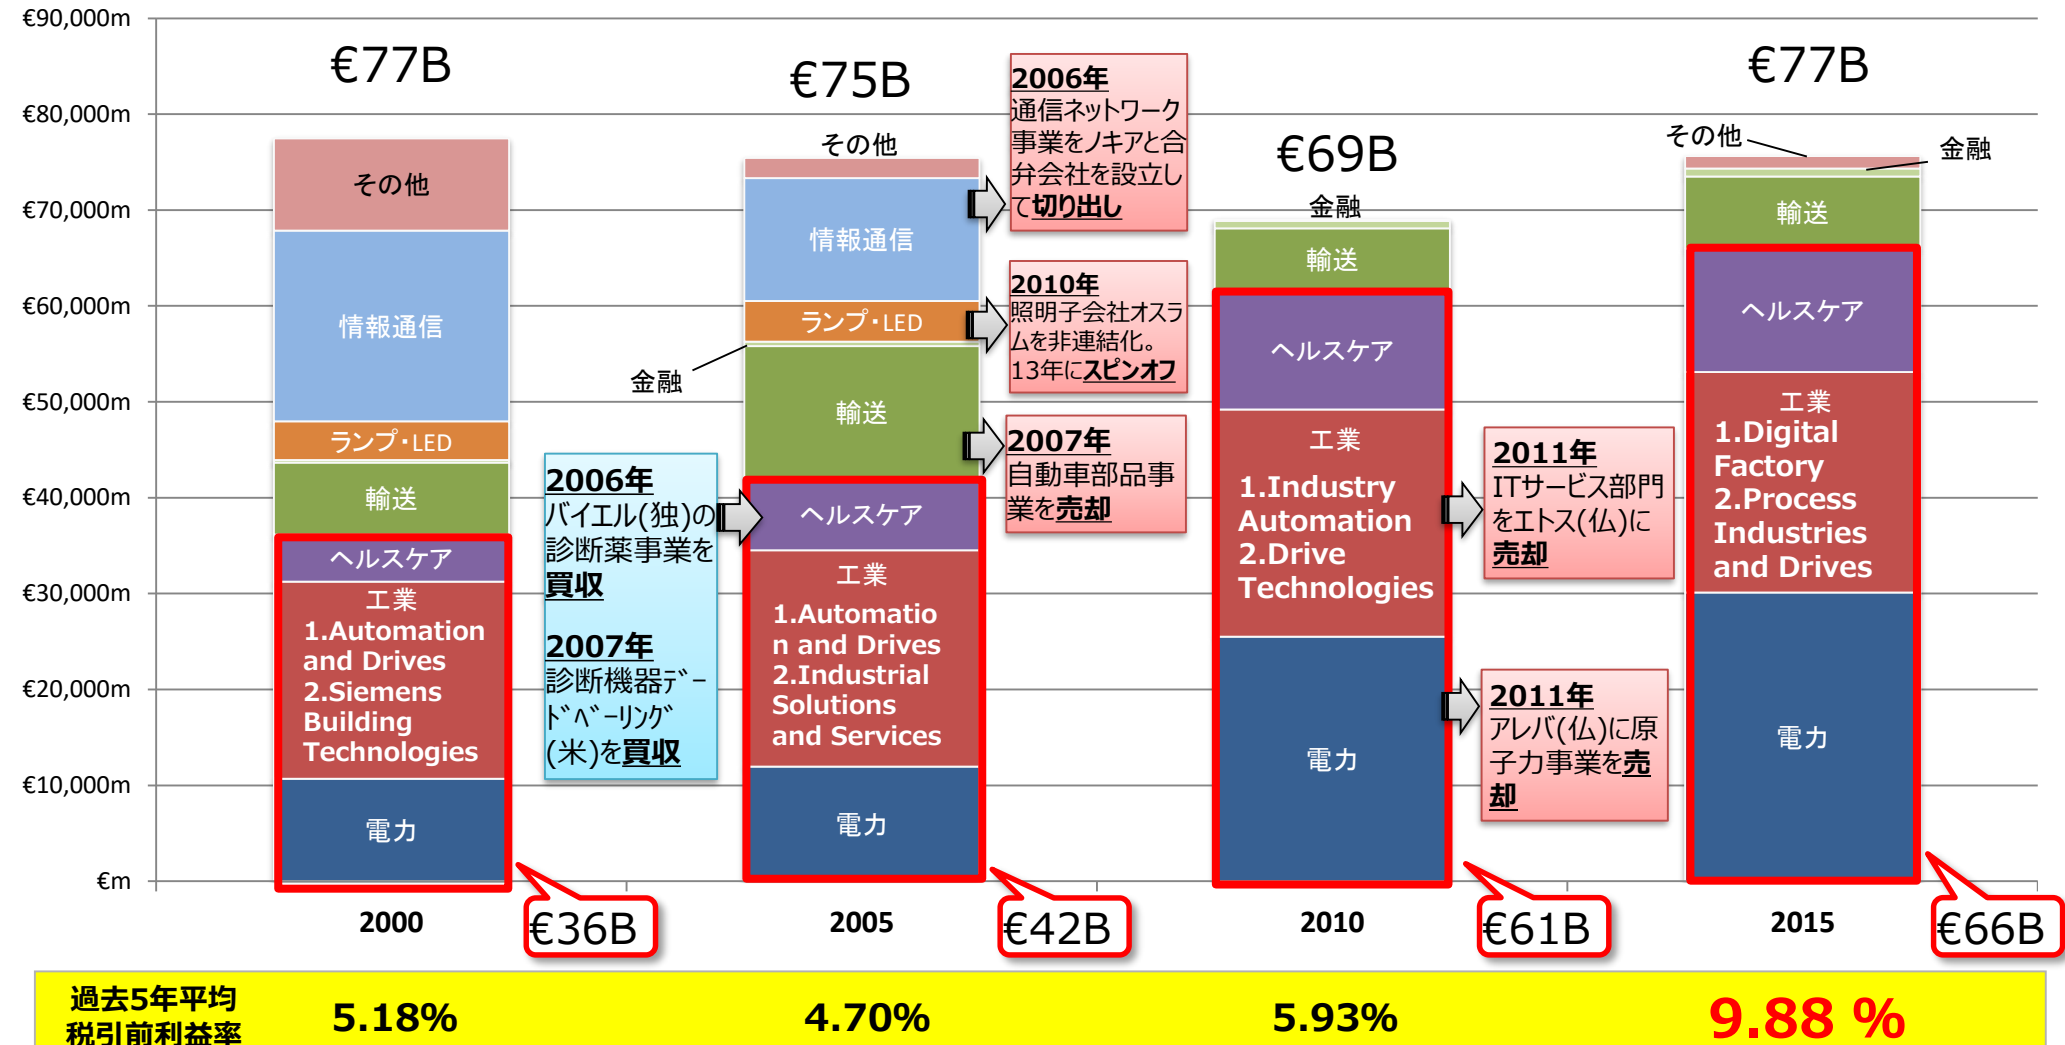 €90,000m
€80,000m
€70,000m
€60,000m
€50,000m
€40,000m
€30,000m
€20,000m
€10,000m
€m
€77B
その他
情報通信
ランプ・LED
輸送
ヘルスケア
工業
1.Automation
and Drives
2.Siemens
Building
Technologies
電力
2000
€36B
2006年
バイエル(独)の
診断薬事業を
買収
2007年
診断機器ﾃﾞｰ
ﾄﾞﾍﾞｰﾘﾝｸﾞ
(米)を買収
€75B
その他
情報通信
ランプ・LED
金融
輸送
ヘルスケア
工業
1.Automatio
n and Drives
2.Industrial
Solutions
and Services
電力
2005
€42B
2006年
通信ネットワーク
事業をノキアと合
弁会社を設立し
て切り出し
2010年
照明子会社オスラ
ムを非連結化。
13年にスピンオフ
2007年
自動車部品事
業を売却
€69B
金融
輸送
ヘルスケア
工業
1.Industry
Automation
2.Drive
Technologies
電力
2010
€61B
2011年
ITサービス部門
をエトス(仏)に
売却
2011年
アレバ(仏)に原
子力事業を売
却
€77B
その他
金融
輸送
ヘルスケア
工業
1.Digital
Factory
2.Process
Industries
and Drives
電力
2015
€66B
過去5年平均
税引前利益率
5.18%
4.70%
5.93%
9.88 %